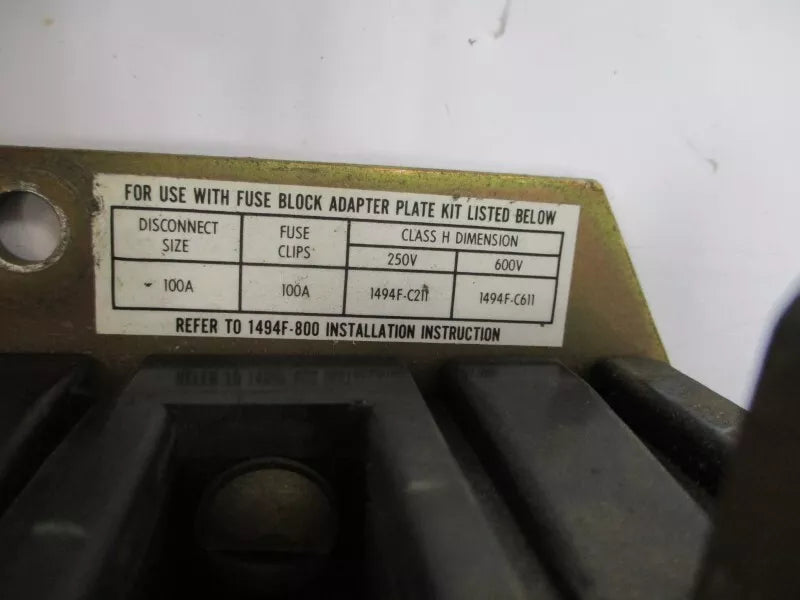 FOR USE WITH FUSE BLOCK ADAPTER PLATE KIT LISTED BELOW
DISCONNECT SIZE FUSE CLIPS CLASS H DIMENSION
250V 600V
100A 100A 1494F-C211 1494F-C611
REFER TO 1494F-800 INSTALLATION INSTRUCTION